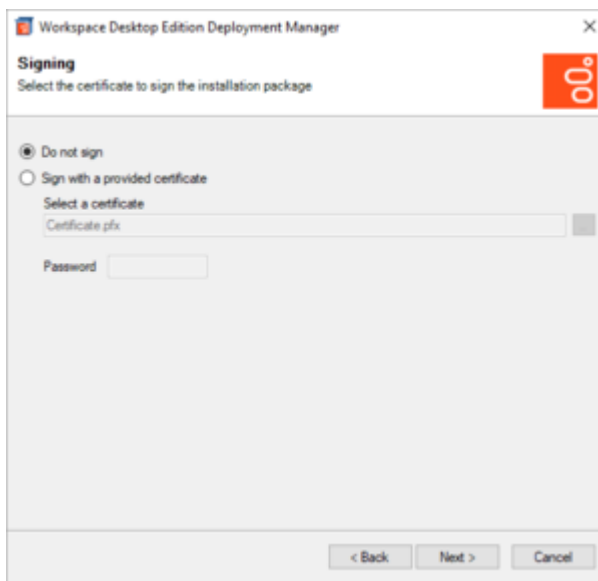 Workspace Desktop Edition Deployment Manager
Signing
Select the certificate to sign the installation package
Do not sign
Sign with a provided certificate
Select a certificate
Certificate.pfx
Password
< Back Next > Cancel